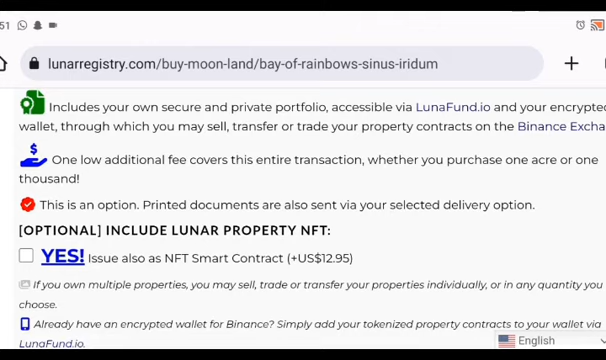 51
lunarregistry.com/buy-moon-land/bay-of-rainbows-sinus-iridum
Includes your own secure and private portfolio, accessible via LunaFund.io and your encrypted
wallet, through which you may sell, transfer or trade your property contracts on the Binance Excha
$
One low additional fee covers this entire transaction, whether you purchase one acre or one
thousand!
This is an option. Printed documents are also sent via your selected delivery option.
[OPTIONAL] INCLUDE LUNAR PROPERTY NFT:
YES! Issue also as NFT Smart Contract (+US$12.95)
If you own multiple properties, you may sell, trade or transfer your properties individually, or in any quantity you
choose.
Already have an encrypted wallet for Binance? Simply add your tokenized property contracts to your wallet via
LunaFund.io.
English